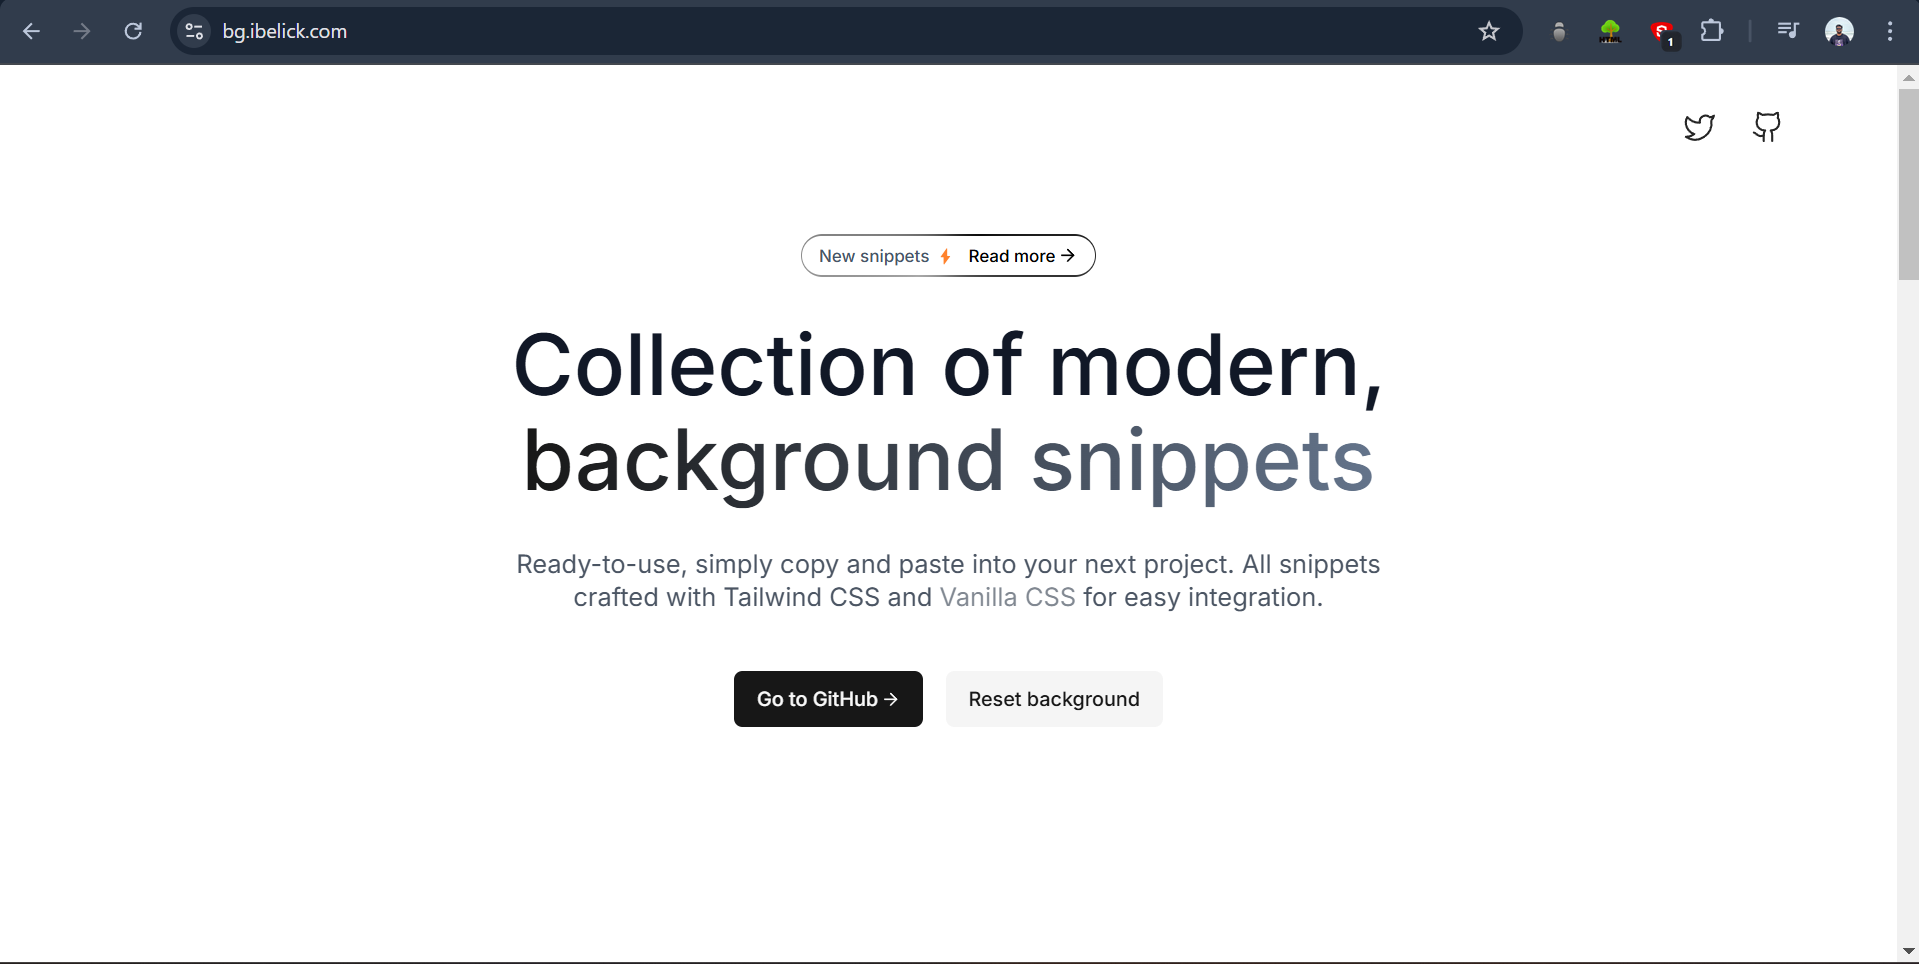 bg.ibelick.com
HTML
S
1
New snippets Read more →
Collection of modern,
background snippets
Ready-to-use, simply copy and paste into your next project. All snippets
crafted with Tailwind CSS and Vanilla CSS for easy integration.
Go to GitHub → Reset background